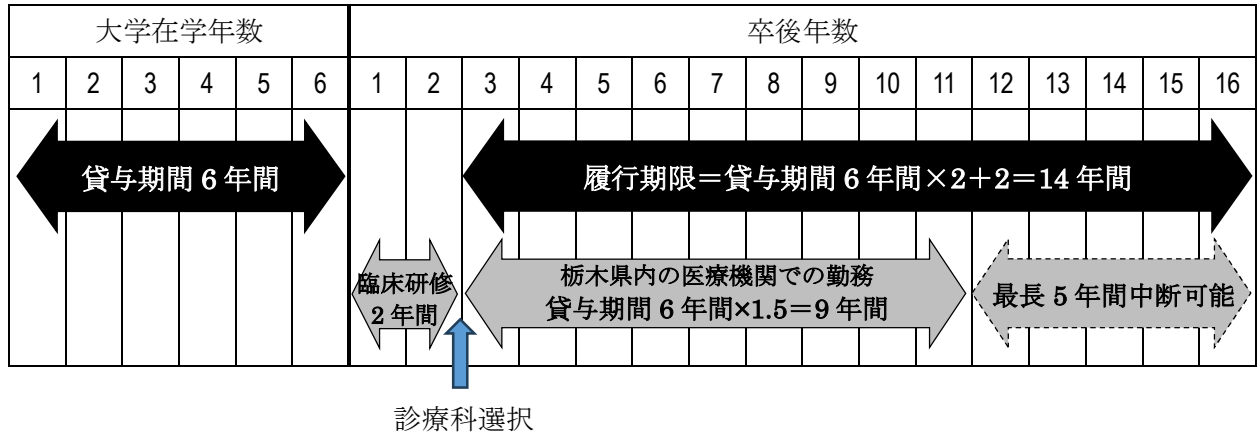 大学在学年数 卒後年数
1 2 3 4 5 6 1 2 3 4 5 6 7 8 9 10 11 12 13 14 15 16
貸与期間 6 年間
履行期限＝貸与期間 6 年間×2＋2＝14 年間
臨床研修
2 年間
栃木県内の医療機関での勤務
貸与期間 6 年間×1.5＝9 年間
最長 5 年間中断可能
診療科選択